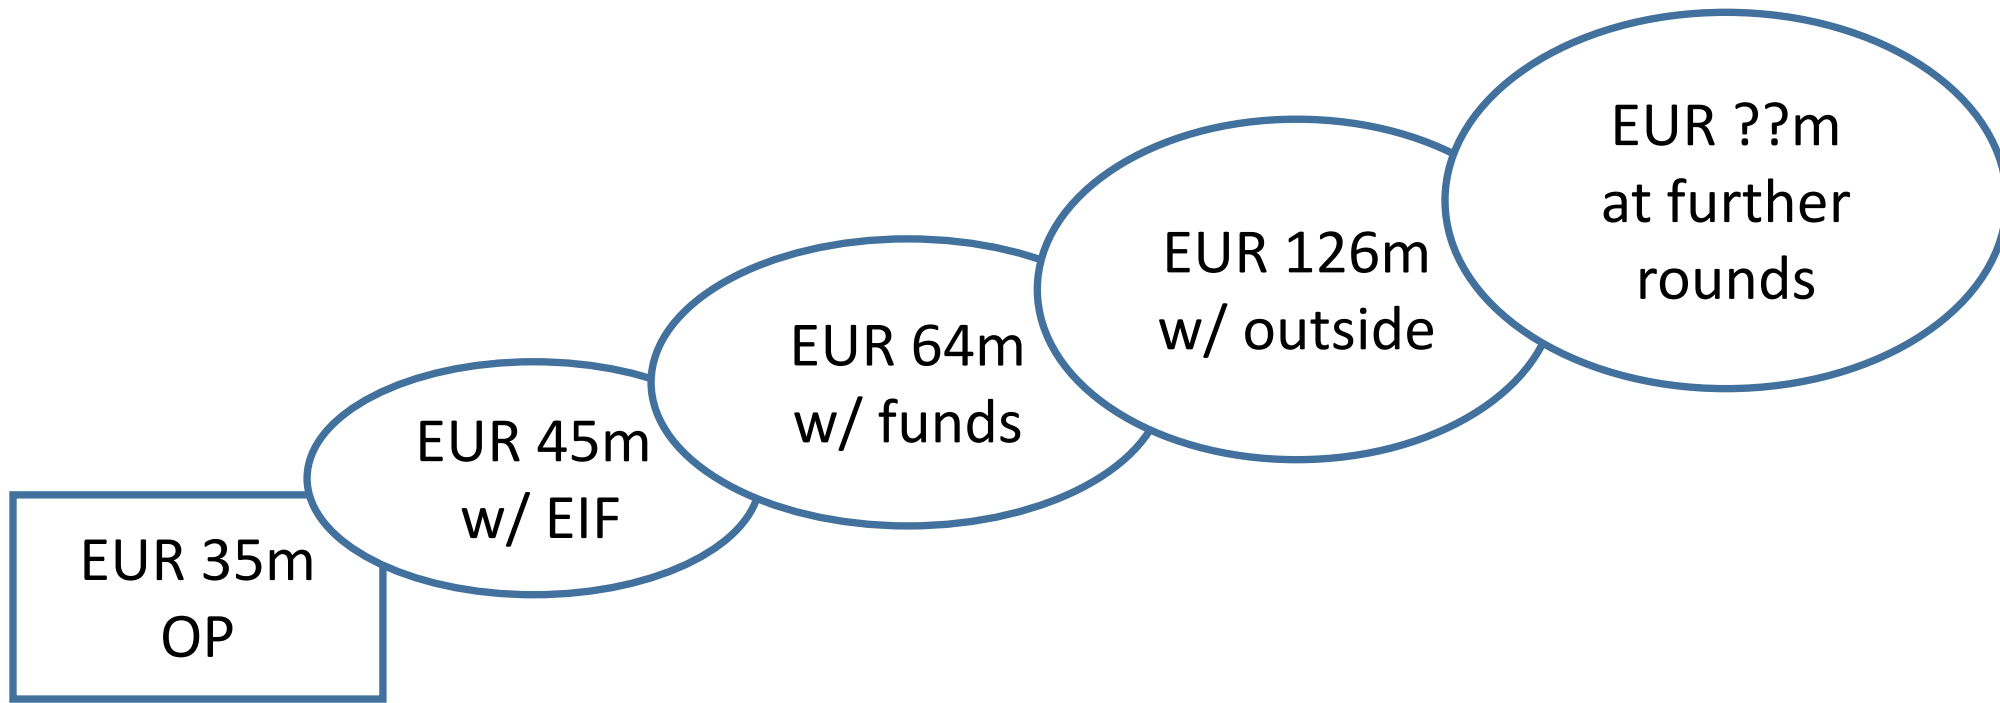 EUR 35m
OP
EUR 45m
w/ EIF
EUR 64m
w/ funds
EUR 126m
w/ outside
EUR ??m
at further
rounds